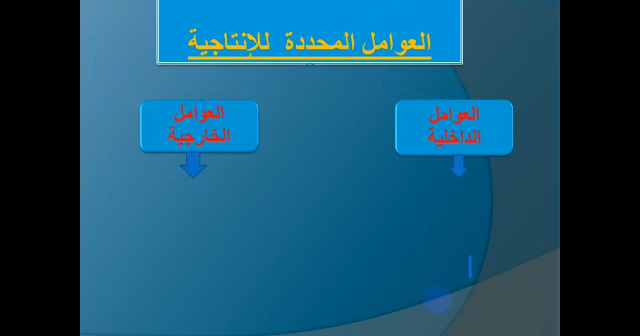 العوامل المحددة للإنتاجية
العوامل
الداخلية
العوامل
الخارجية